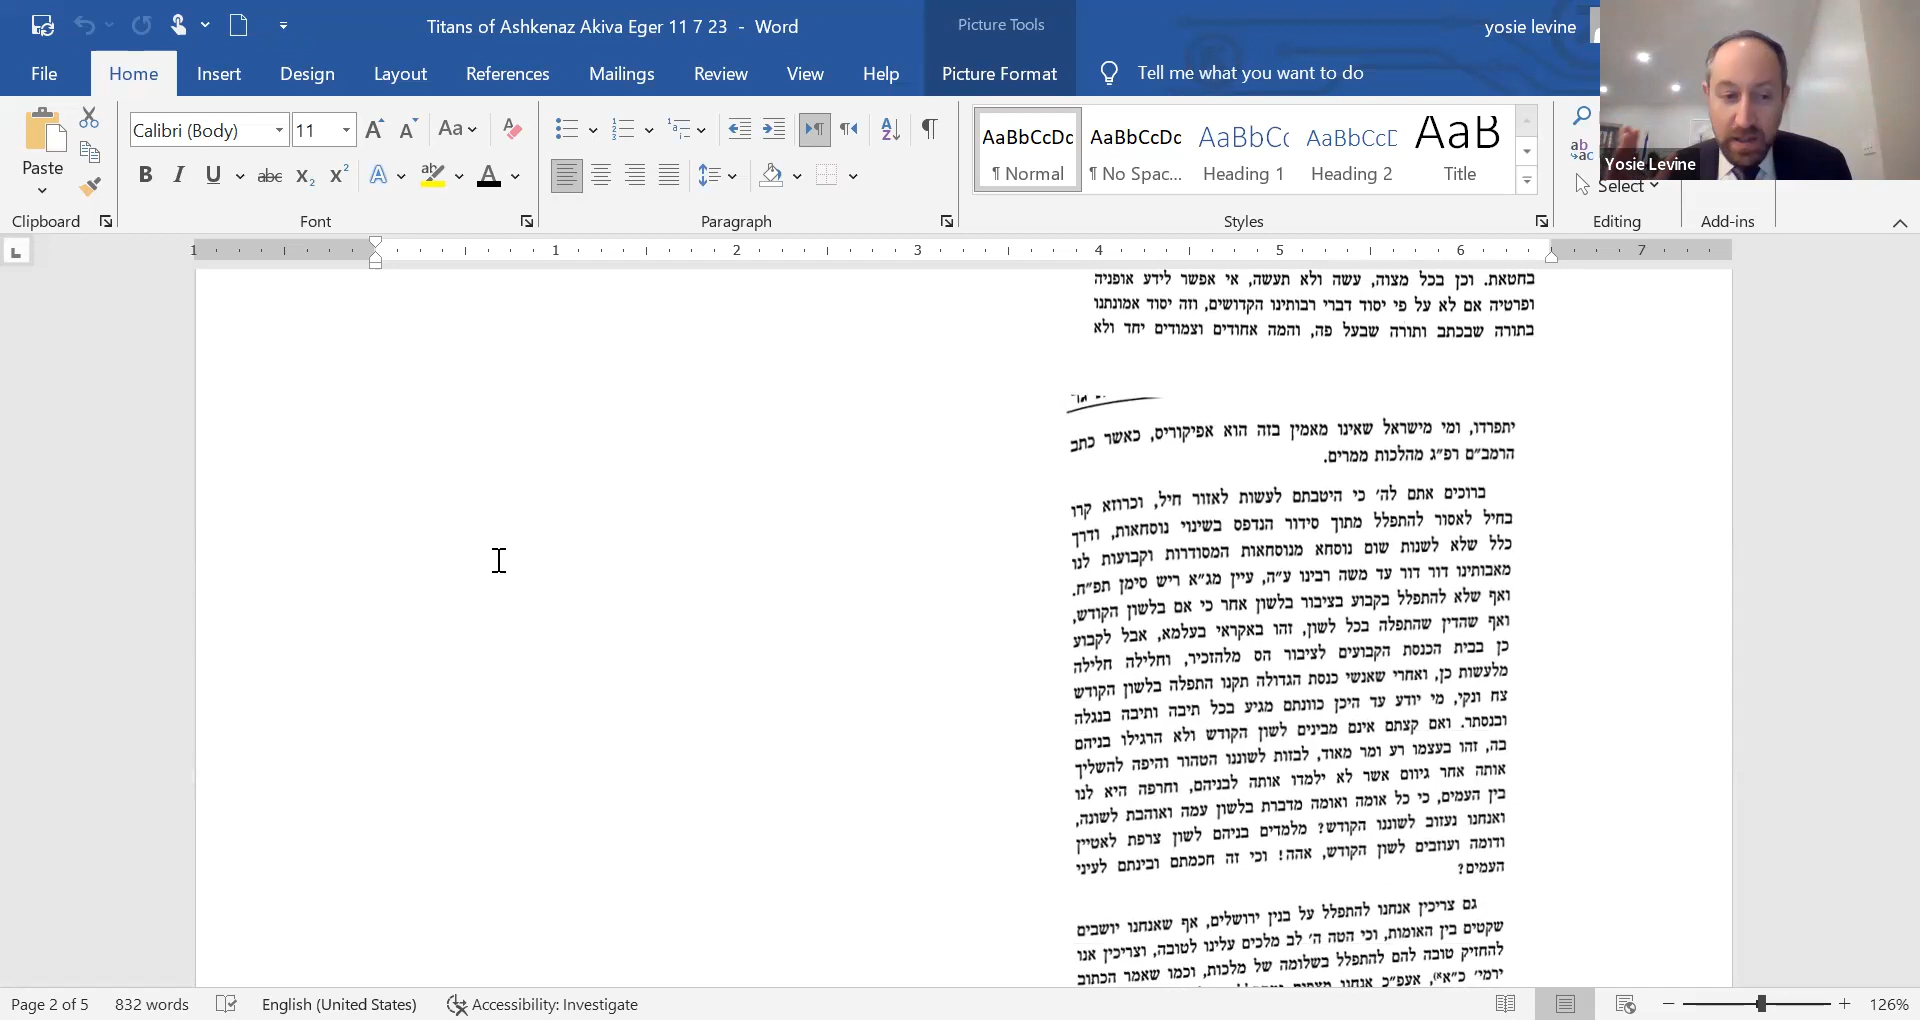 Titans of Ashkenaz Akiva Eger 11 7 23 - Word
Picture Tools
yosie levine
File
Home
Insert
Design
Layout
References
Mailings
Review
View
Help
Picture Format
Tell me what you want to do
Paste
Clipboard
Calibri (Body)
11
Font
Paragraph
AaBbCcDc
¶ Normal
AaBbCcDc
¶ No Spac...
AaBbCc
Heading 1
AaBbCcD
Heading 2
AaB
Title
Styles
Select
Editing
Add-ins
Yosie Levine
1 1 2 3 4 5 6 7
בחטאת. וכן בכל מצוה, עשה ולא תעשה, אי אפשר לידע אופניה
ופרטיה אם לא על פי יסוד דברי רבותינו הקדושים, וזה יסוד אמונתנו
בתורה שבכתב ותורה שבעל פה, והמה אחודים וצמודים יחד ולא
יתפרדו, ומי מישראל שאינו מאמין בזה הוא אפיקוריס, כאשר כתב
הרמב״ם רפ״ג מהלכות ממרים.
ברוכים אתם לה׳ כי היטבתם לעשות לאזור חיל, וכרוזא קרו
בחיל לאסור להתפלל מתוך סידור הנדפס בשינוי נוסחאות, ודרך
כלל שלא לשנות שום נוסחא מנוסחאות המסודרות וקבועות לנו
מאבותינו דור דור עד משה רבינו ע״ה, עיין מג״א ריש סימן תפ״ח.
ואף שלא להתפלל בקבוע בציבור בלשון אחר כי אם בלשון הקודש,
ואף שהדין שהתפלה בכל לשון, זהו באקראי בעלמא, אבל לקבוע
כן בבית הכנסת הקבועים לציבור הס מלהזכיר, וחלילה חלילה
מלעשות כן, ואחרי שאנשי כנסת הגדולה תקנו התפלה בלשון הקודש
צח ונקי, מי יודע עד היכן כוונתם מגיע בכל תיבה ותיבה בנגלה
ובנסתר. ואם קצתם אינם מבינים לשון הקודש ולא הרגילו בניהם
בה, זהו בעצמו רע ומר מאוד, לבזות לשוננו הטהור והיפה להשליך
אותה אחר גיוום אשר לא ילמדו אותה לבניהם, וחרפה היא לנו
בין העמים, כי כל אומה ואומה מדברת בלשון עמה ואוהבת לשונה,
ואנחנו נעזוב לשוננו הקודש? מלמדים בניהם לשון צרפת לאטיין
ודומה ועוזבים לשון הקודש, אהה! וכי זה חכמתם ובינתם לעיני
העמים?
גם צריכין אנחנו להתפלל על בנין ירושלים, אף שאנחנו יושבים
שקטים בין האומות, וכי הטה ה׳ לב מלכים עלינו לטובה, וצריכין אנו
להחזיק טובה להם להתפלל בשלומה של מלכות, וכמו שאמר הכתוב
ירמי׳ כ״א), אעפ״כ אנחנו
Page 2 of 5
832 words
English (United States)
Accessibility: Investigate
126%